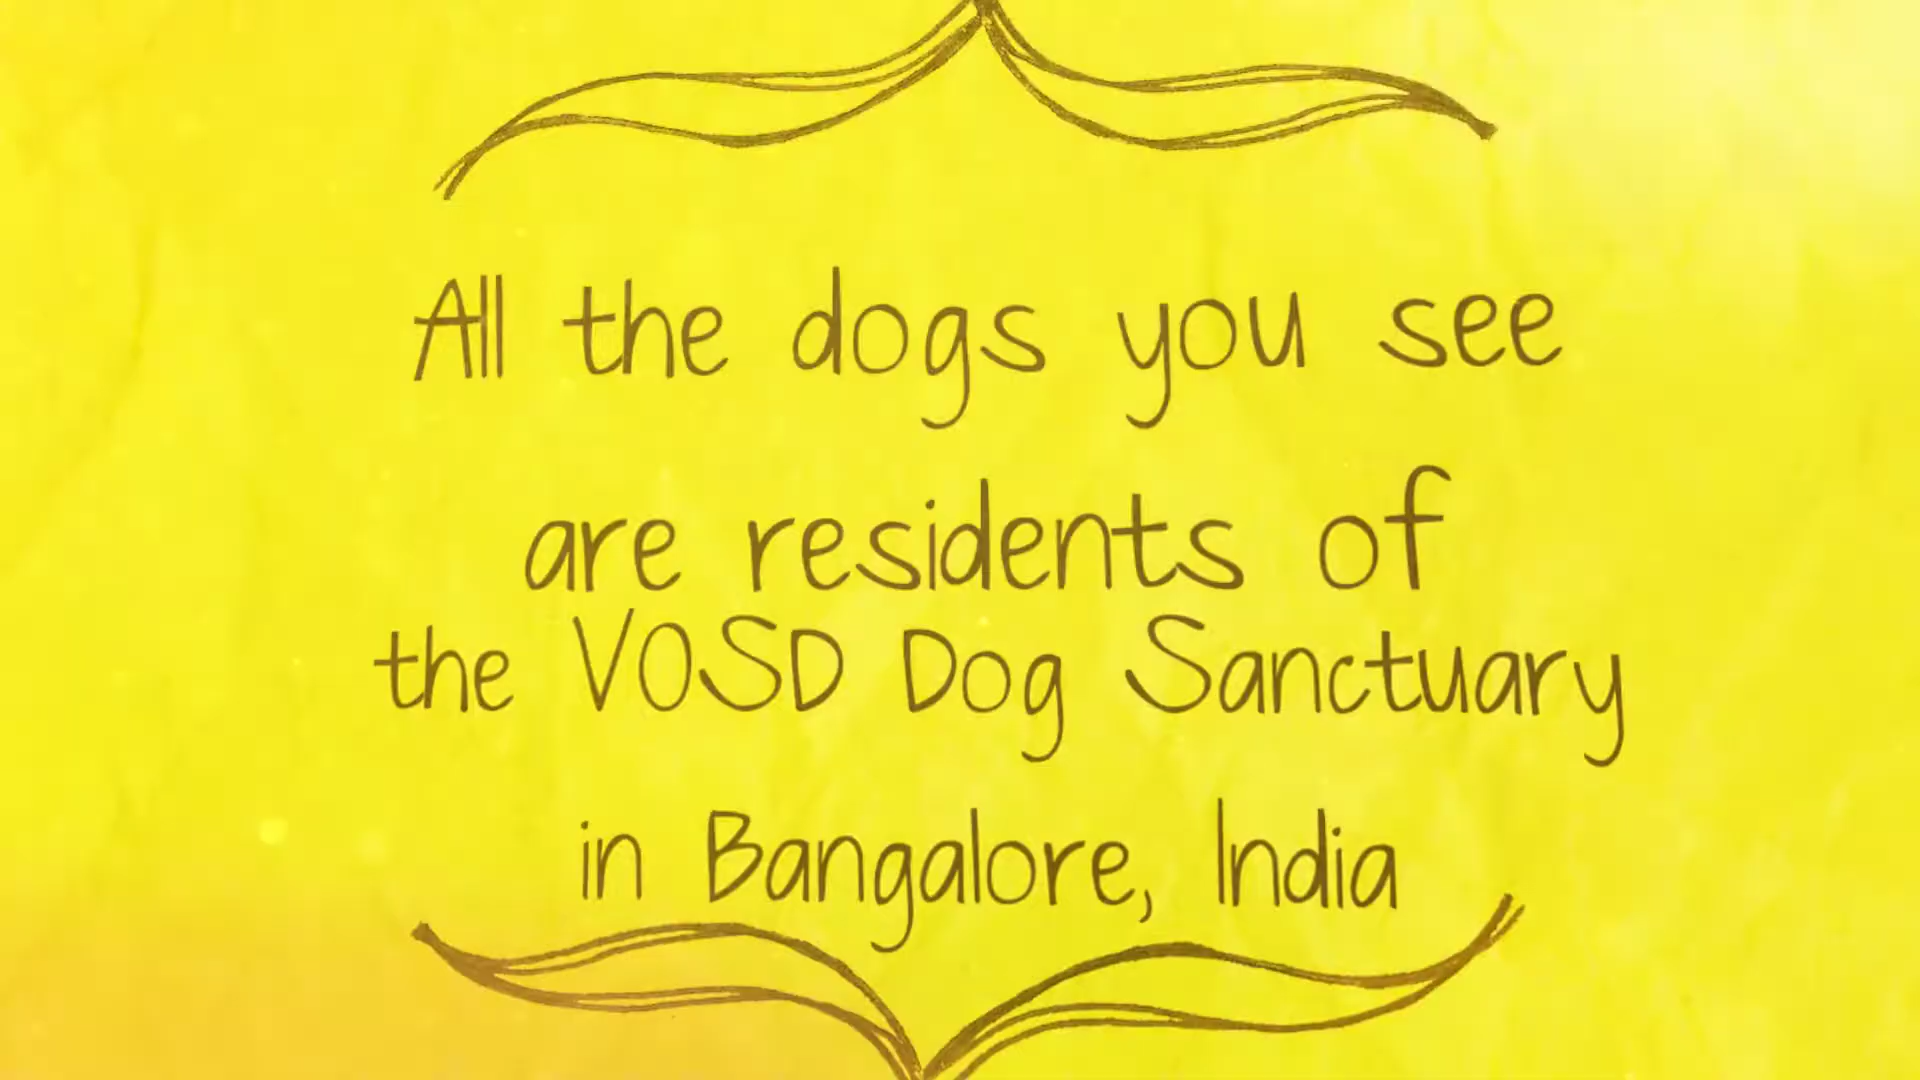 All the dogs you see
are residents of
the VOSD Dog Sanctuary
in Bangalore, India